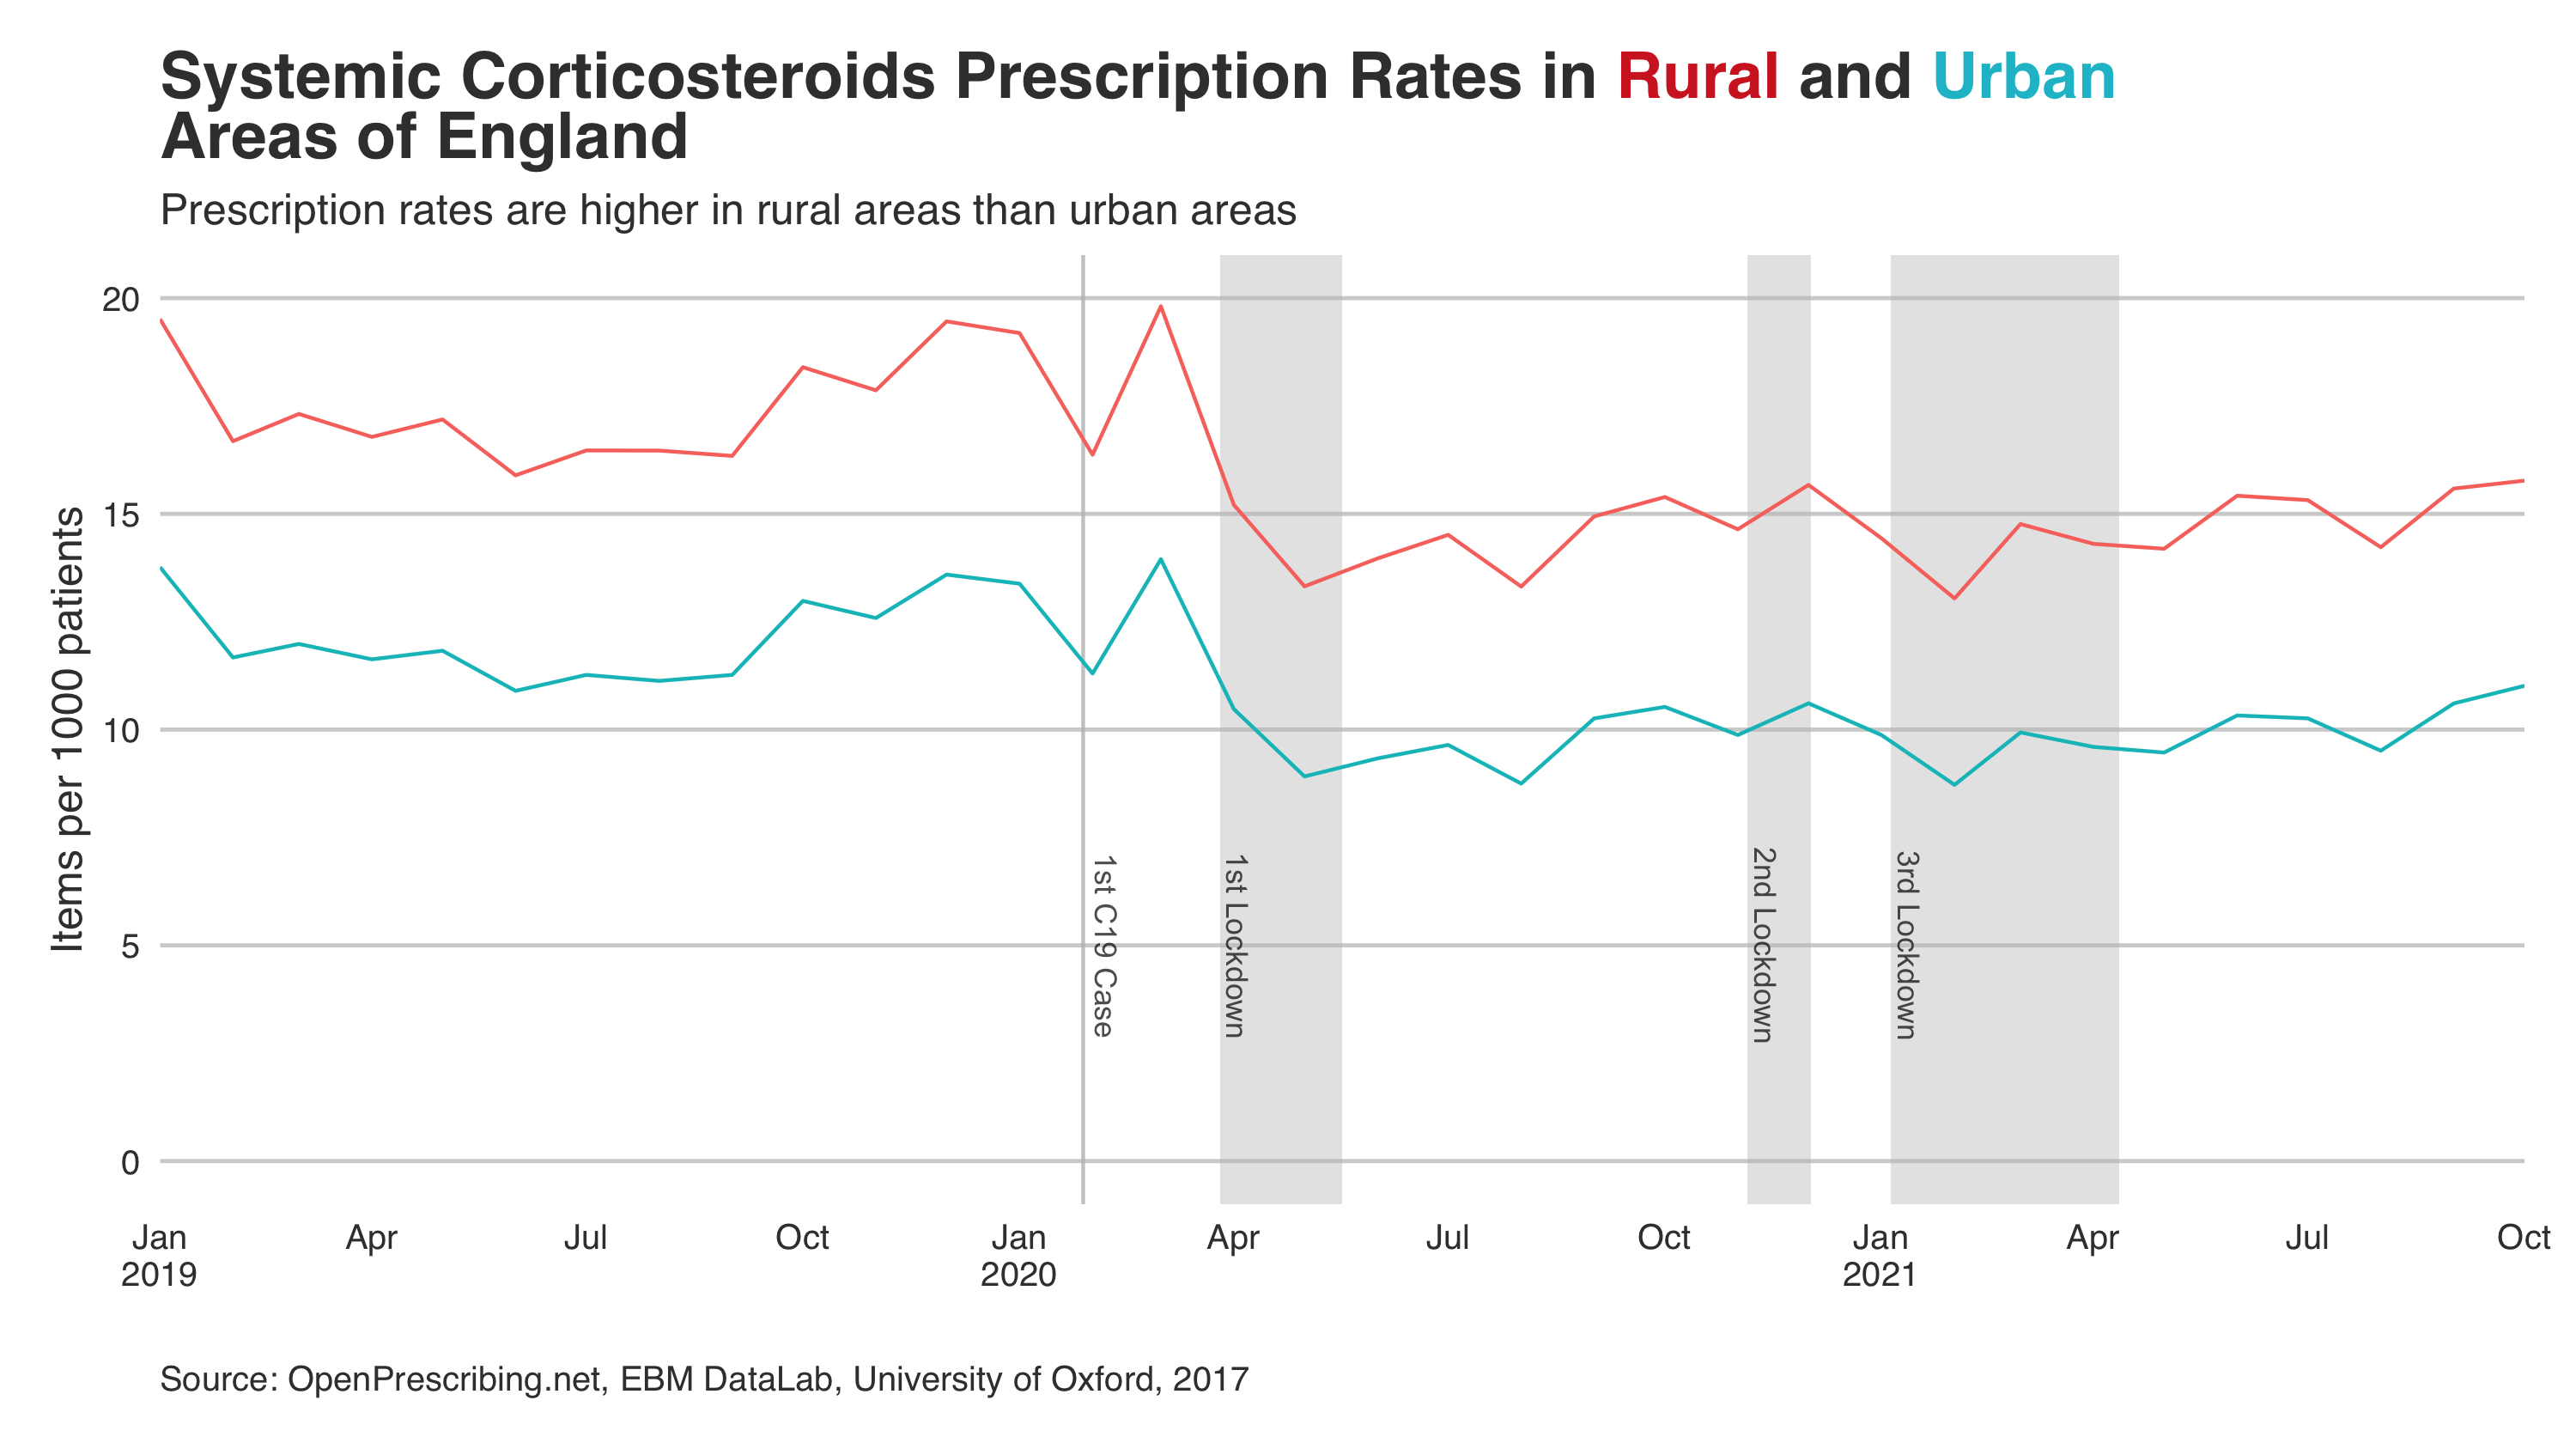 Systemic Corticosteroids Prescription Rates in Rural and Urban
Areas of England
Prescription rates are higher in rural areas than urban areas
Items per 1000 patients
20
15
10
5
0
1st C19 Case
1st Lockdown
2nd Lockdown
3rd Lockdown
Jan Apr Jul Oct Jan Apr Jul Oct Jan Apr Jul Oct
2019 2020 2021
Source: OpenPrescribing.net, EBM DataLab, University of Oxford, 2017